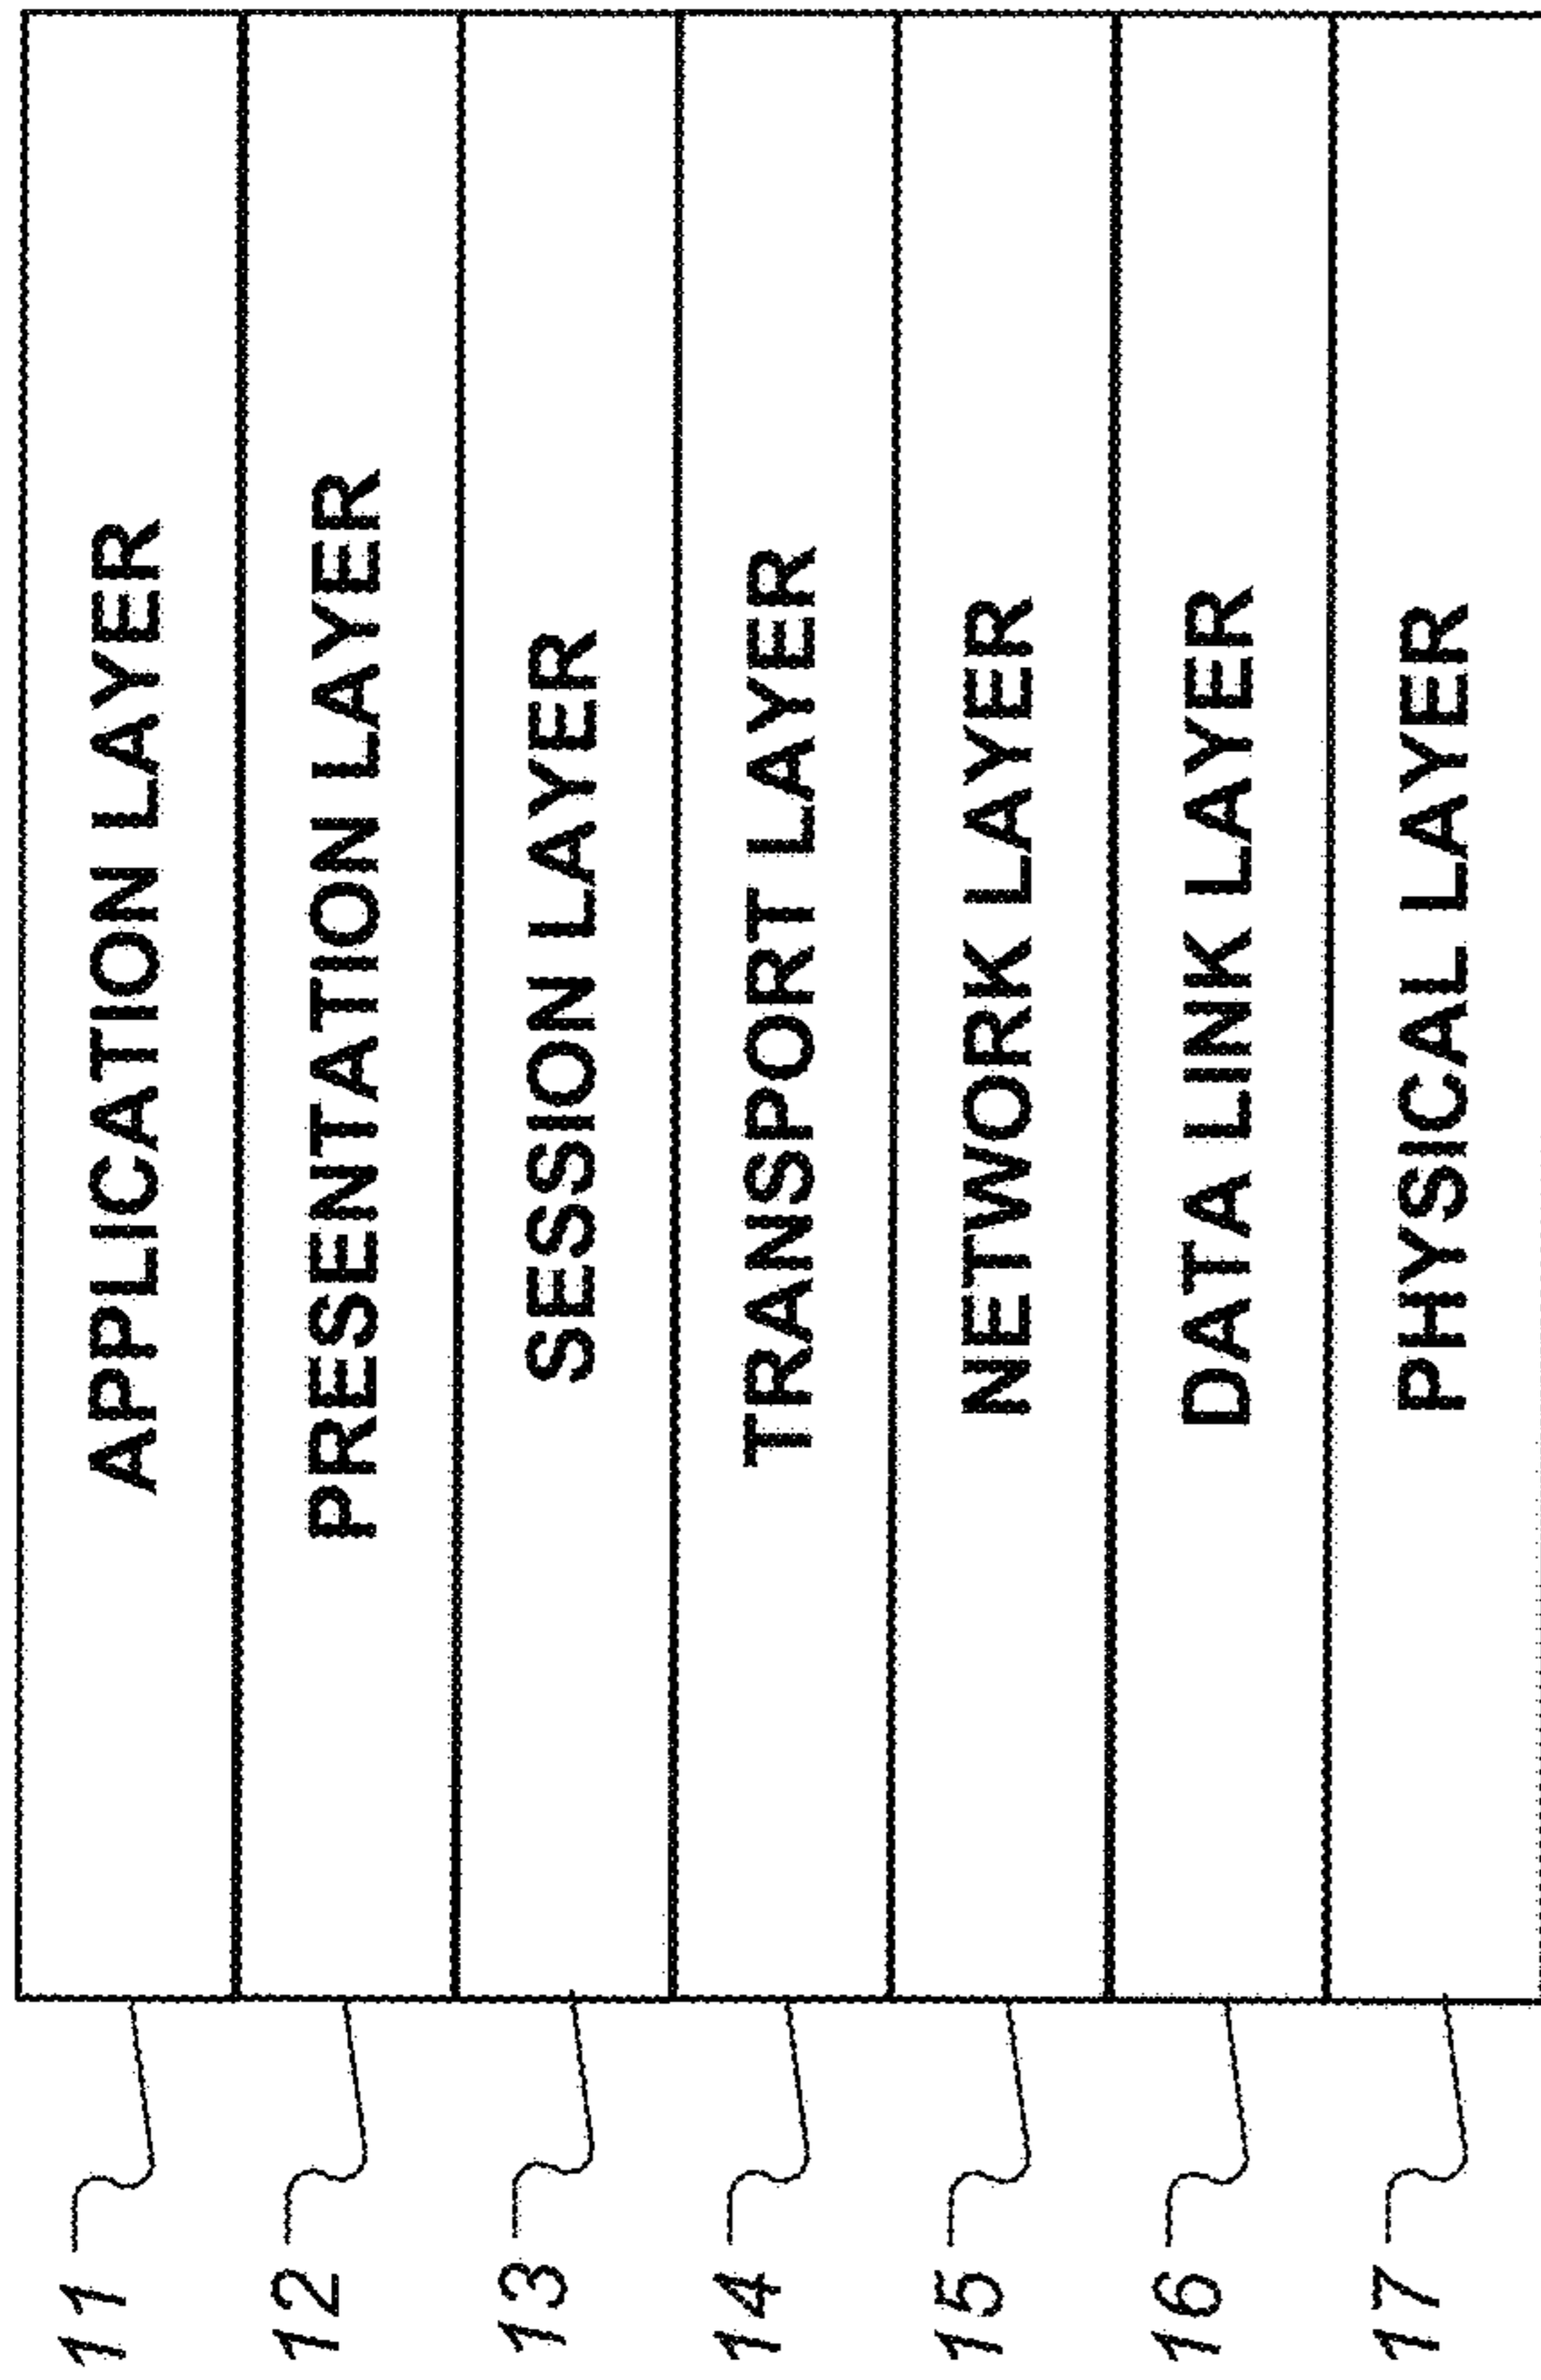 11 APPLICATION LAYER
12 PRESENTATION LAYER
13 SESSION LAYER
14 TRANSPORT LAYER
15 NETWORK LAYER
16 DATA LINK LAYER
17 PHYSICAL LAYER